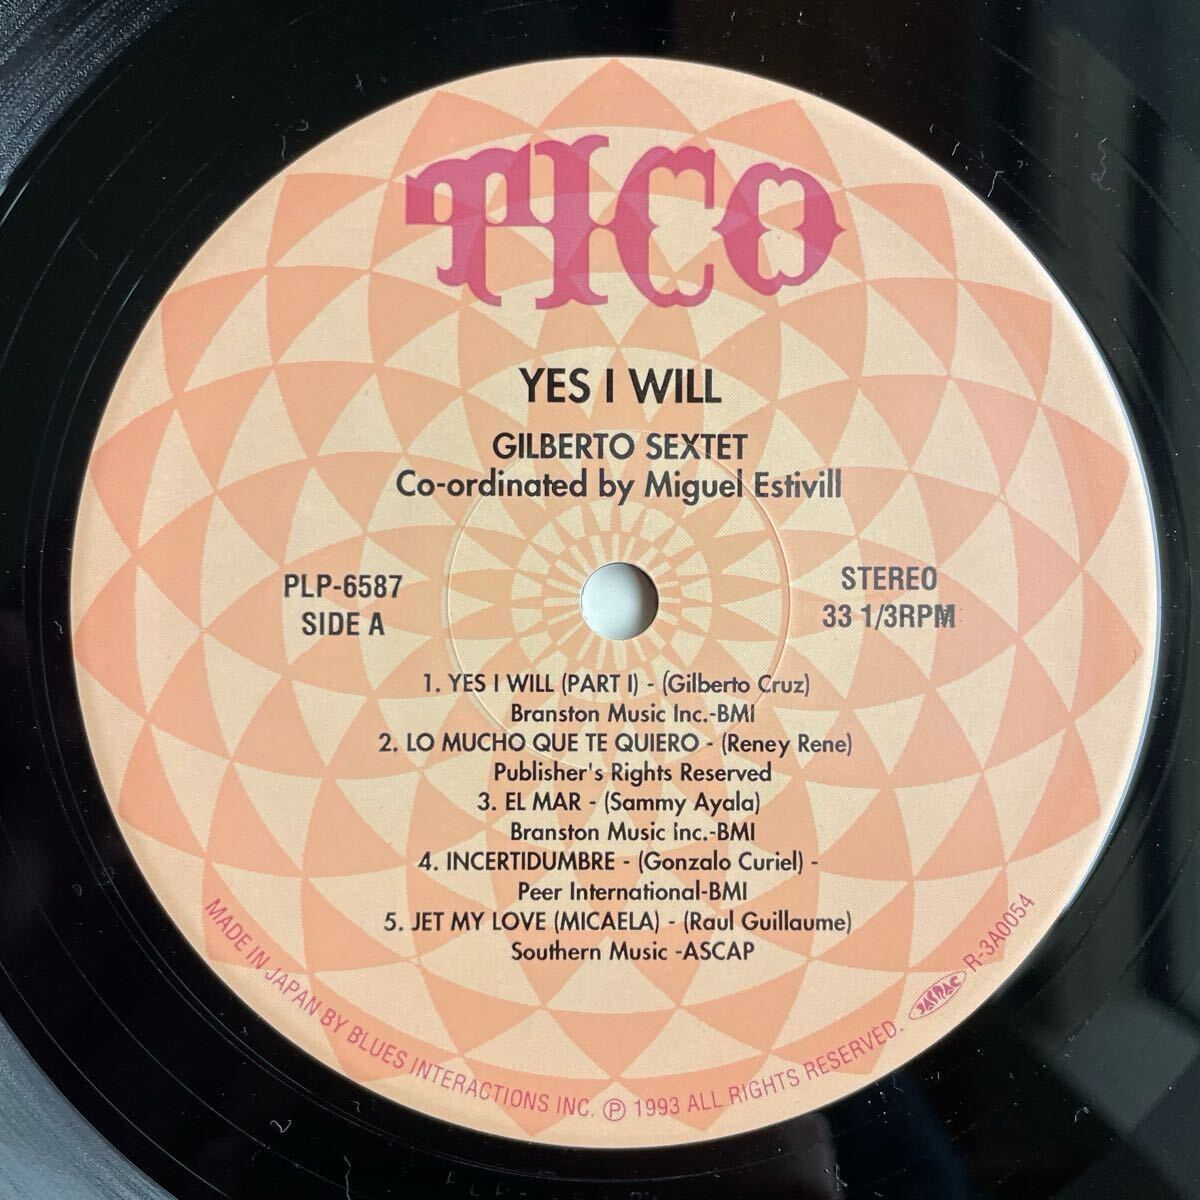 TICO
YES I WILL
GILBERTO SEXTET
Co-ordinated by Miguel Estivill
PLP-6587
SIDE A
STEREO
33 1/3RPM
1. YES I WILL (PART I) - (Gilberto Cruz)
Branston Music Inc.-BMI
2. LO MUCHO QUE TE QUIERO - (Reney Rene)
Publisher's Rights Reserved
3. EL MAR - (Sammy Ayala)
Branston Music Inc.-BMI
4. INCERTIDUMBRE - (Gonzalo Curiel) -
Peer International-BMI
5. JET MY LOVE (MICAELA) - (Raul Guillaume)
Southern Music -ASCAP
MADE IN JAPAN BY BLUES INTERACTIONS INC. ℗ 1993 ALL RIGHTS RESERVED. JASRAC R-3A0054